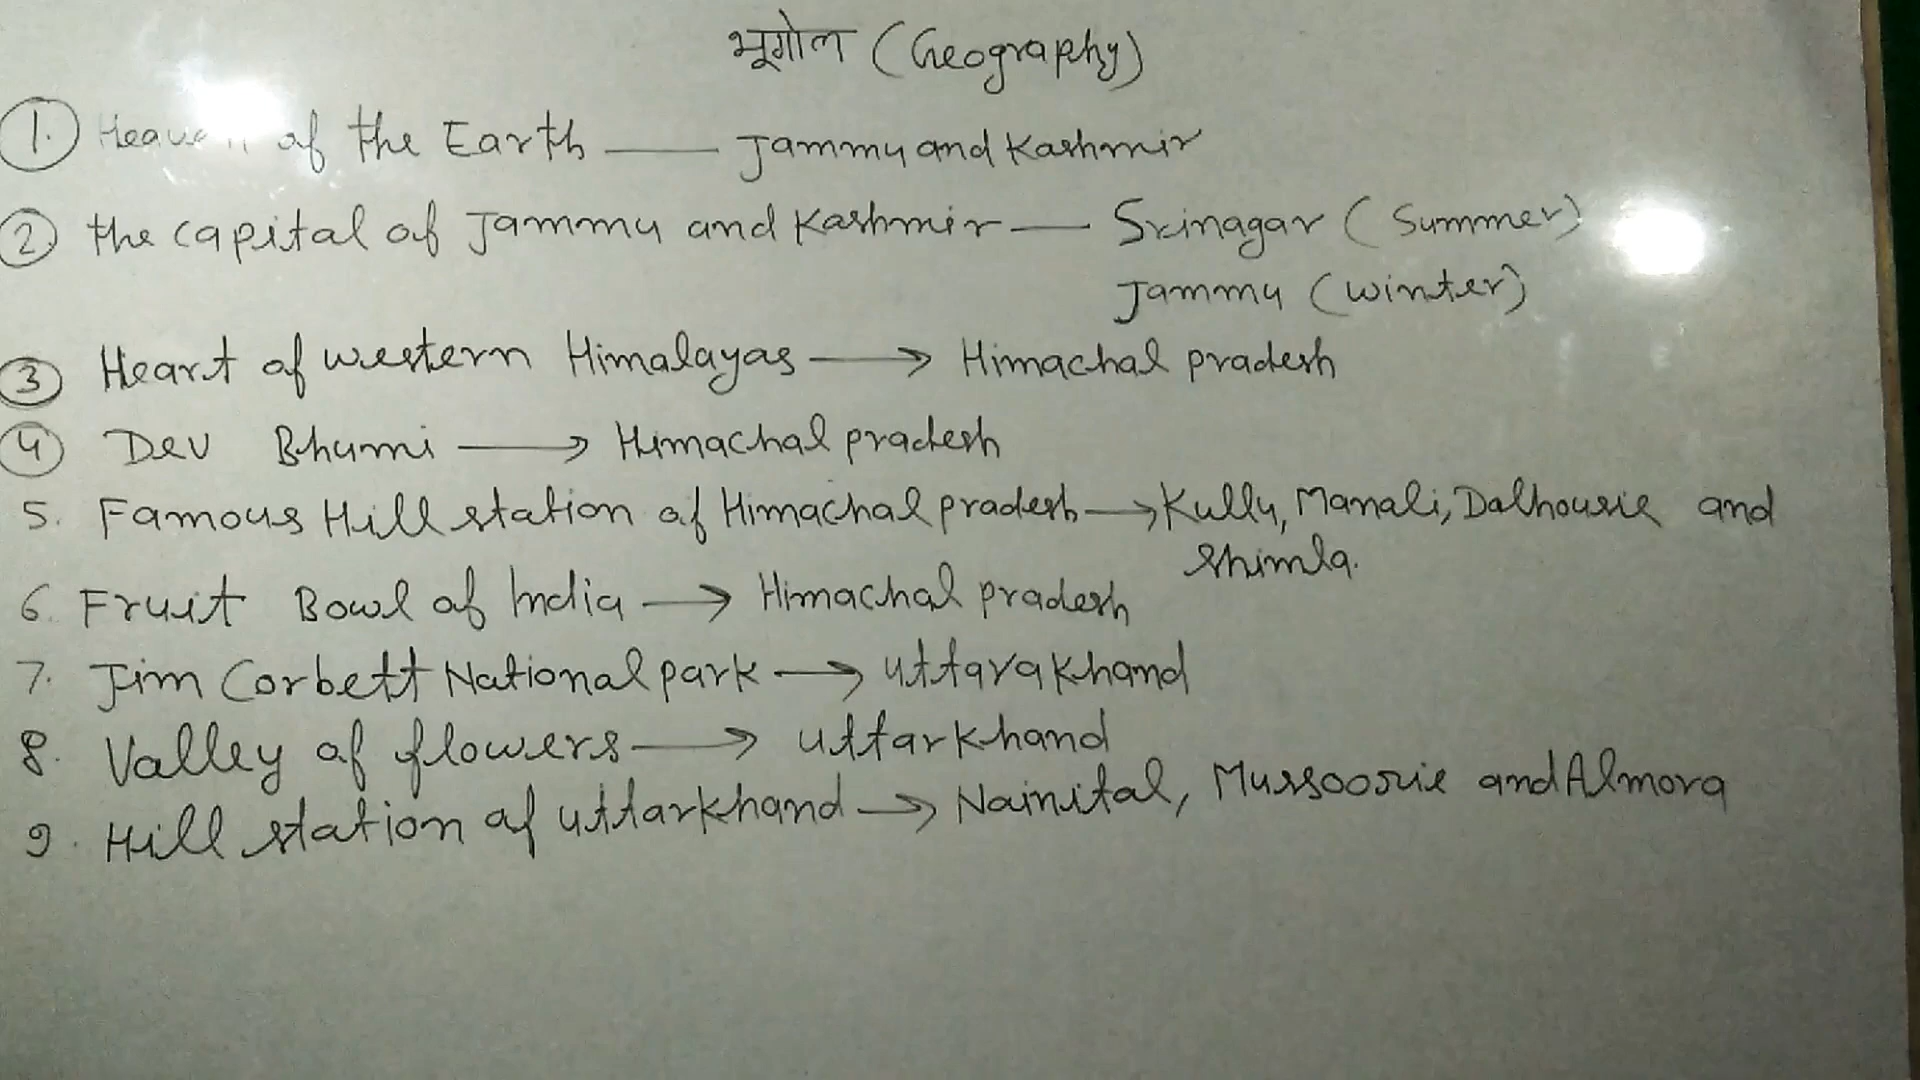 भूगोल (Geography)
1. Heaven of the Earth — Jammu and Kashmir
2 the capital of Jammu and Kashmir — Srinagar (Summer)
Jammu (winter)
3 Heart of western Himalayas → Himachal pradesh
4 Dev Bhumi → Himachal pradesh
5. Famous Hill station of Himachal pradesh → Kullu, Manali, Dalhousie and
Shimla.
6. Fruit Bowl of India → Himachal pradesh
7. Jim Corbett National park → uttarakhand
8. Valley of flowers → uttarkhand
9. Hill station of uttarkhand → Nainital, Mussoorie and Almora